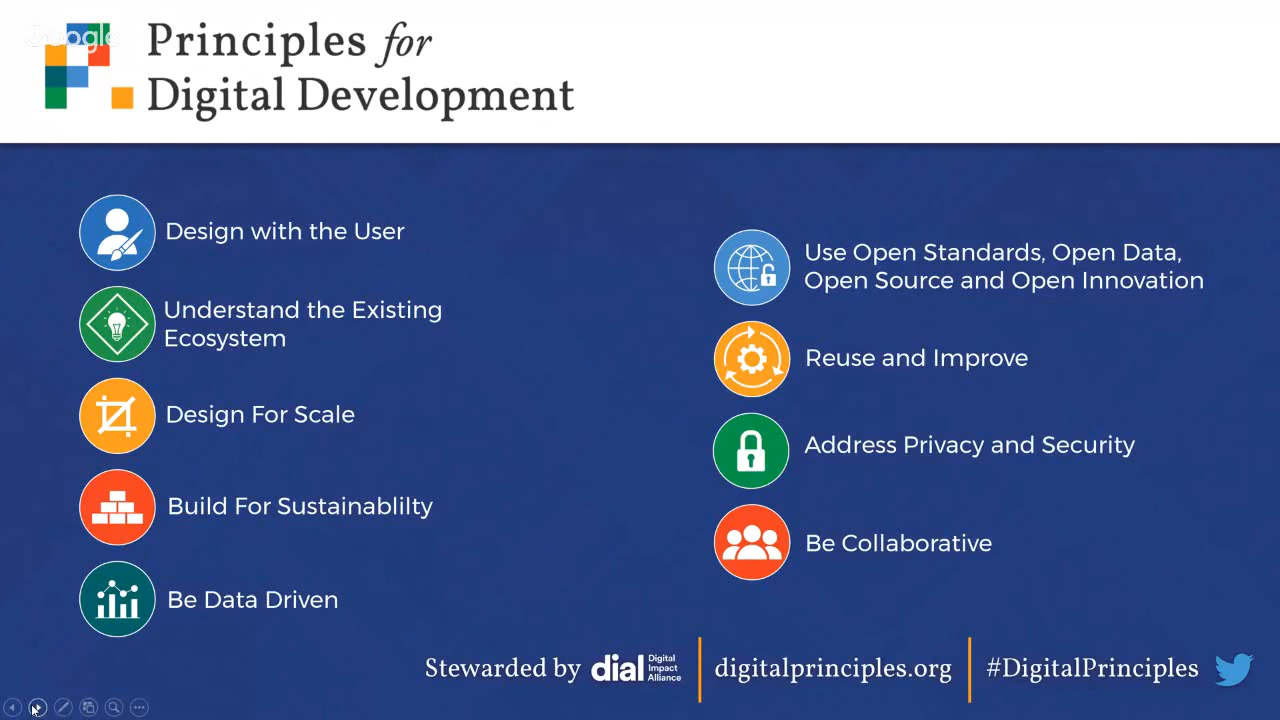 Google
Principles for
Digital Development
Design with the User
Understand the Existing
Ecosystem
Design For Scale
Build For Sustainablilty
Be Data Driven
Use Open Standards, Open Data,
Open Source and Open Innovation
Reuse and Improve
Address Privacy and Security
Be Collaborative
Stewarded by dial Digital
Impact
Alliance
digitalprinciples.org
#DigitalPrinciples